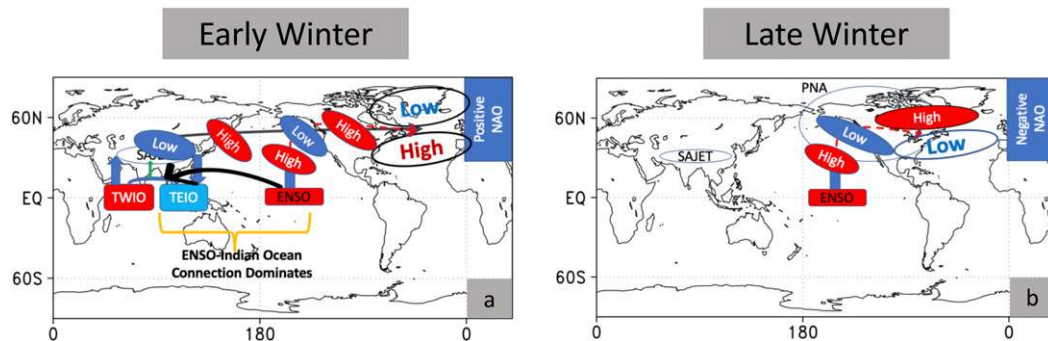 Early Winter
Late Winter
60N
EQ
60S
0
180
0
Low
High
Low
High
High
Low
High
SAJET
TWIO
TEIO
ENSO
ENSO-Indian Ocean
Connection Dominates
Positive
NAO
a
60N
EQ
60S
0
180
0
PNA
High
Low
Low
High
SAJET
ENSO
Negative
NAO
b